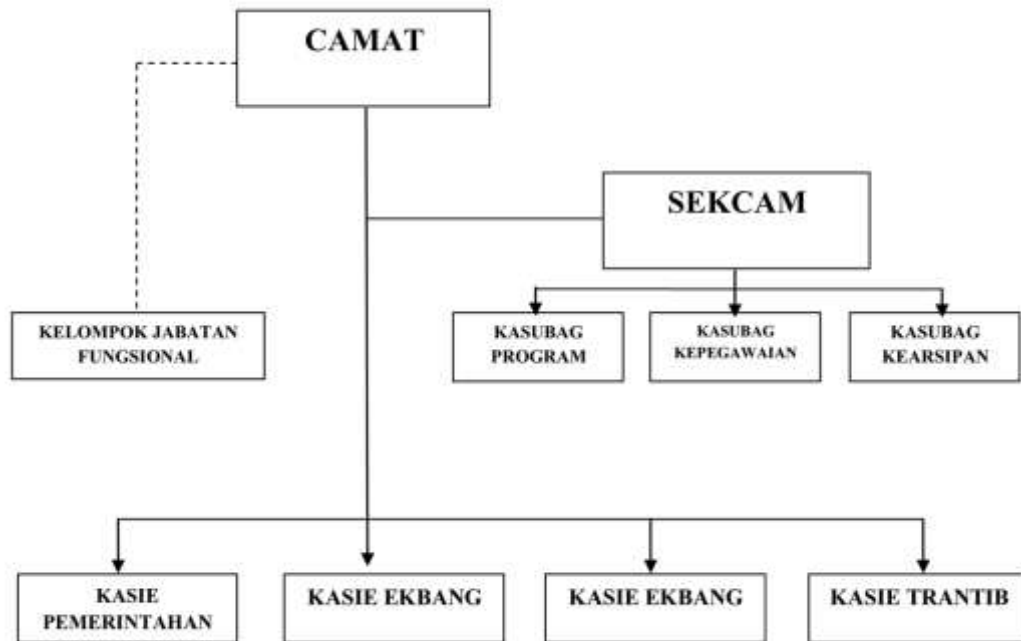 CAMAT
SEKCAM
KELOMPOK JABATAN
FUNGSIONAL
KASUBAG
PROGRAM
KASUBAG
KEPEGAWAIAN
KASUBAG
KEARSIPAN
KASIE
PEMERINTAHAN
KASIE EKBANG
KASIE EKBANG
KASIE TRANTIB